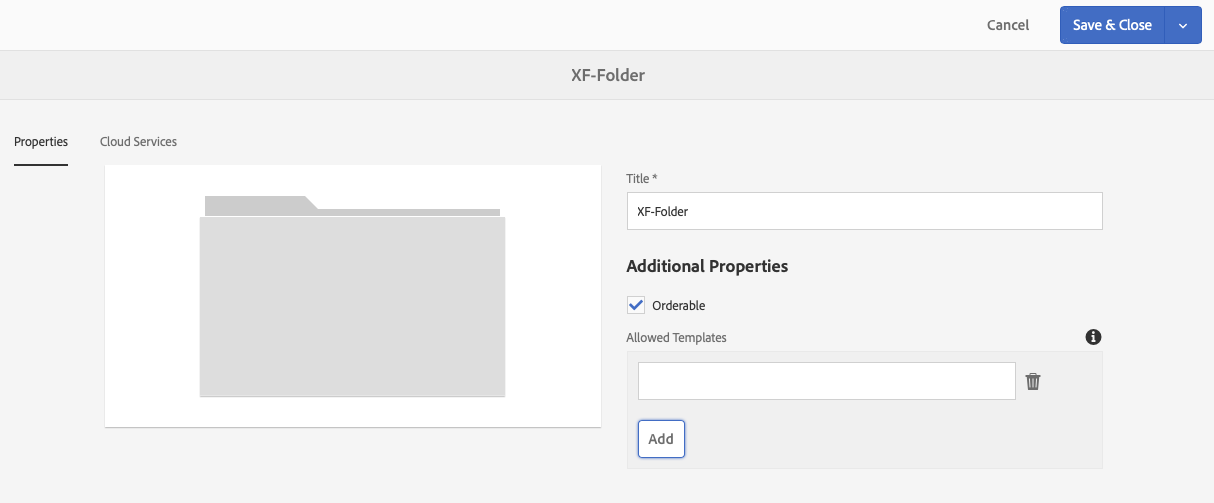 Cancel
Save & Close
XF-Folder
Properties
Cloud Services
Title *
XF-Folder
Additional Properties
Orderable
Allowed Templates
Add